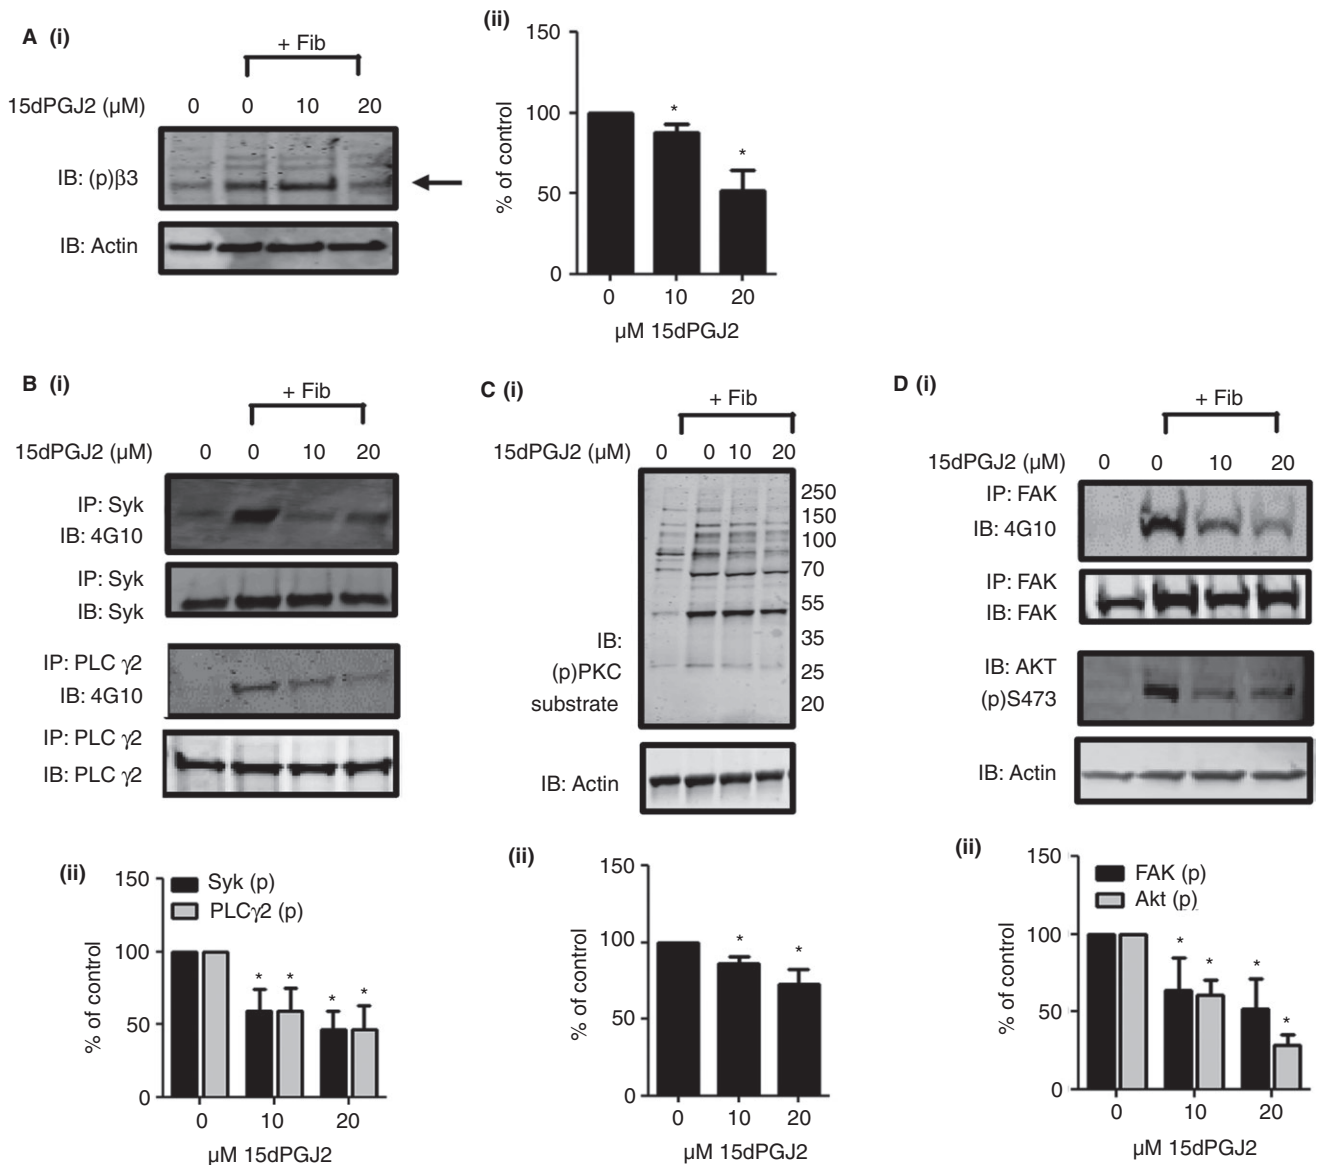 A (i)
+ Fib
15dPGJ2 (µM) 0 0 10 20
IB: (p)β3
IB: Actin
(ii)
150
100
50
0
% of control
0 10 20
µM 15dPGJ2
*
*
B (i)
+ Fib
15dPGJ2 (µM) 0 0 10 20
IP: Syk
IB: 4G10
IP: Syk
IB: Syk
IP: PLC γ2
IB: 4G10
IP: PLC γ2
IB: PLC γ2
(ii)
Syk (p)
PLCγ2 (p)
150
100
50
0
% of control
* * * *
0 10 20
µM 15dPGJ2
C (i)
+ Fib
15dPGJ2 (µM) 0 0 10 20
250
150
100
70
55
35
25
20
IB:
(p)PKC
substrate
IB: Actin
(ii)
150
100
50
0
% of control
* *
0 10 20
µM 15dPGJ2
D (i)
+ Fib
15dPGJ2 (µM) 0 0 10 20
IP: FAK
IB: 4G10
IP: FAK
IB: FAK
IB: AKT
(p)S473
IB: Actin
(ii)
FAK (p)
Akt (p)
150
100
50
0
% of control
* * * *
0 10 20
µM 15dPGJ2